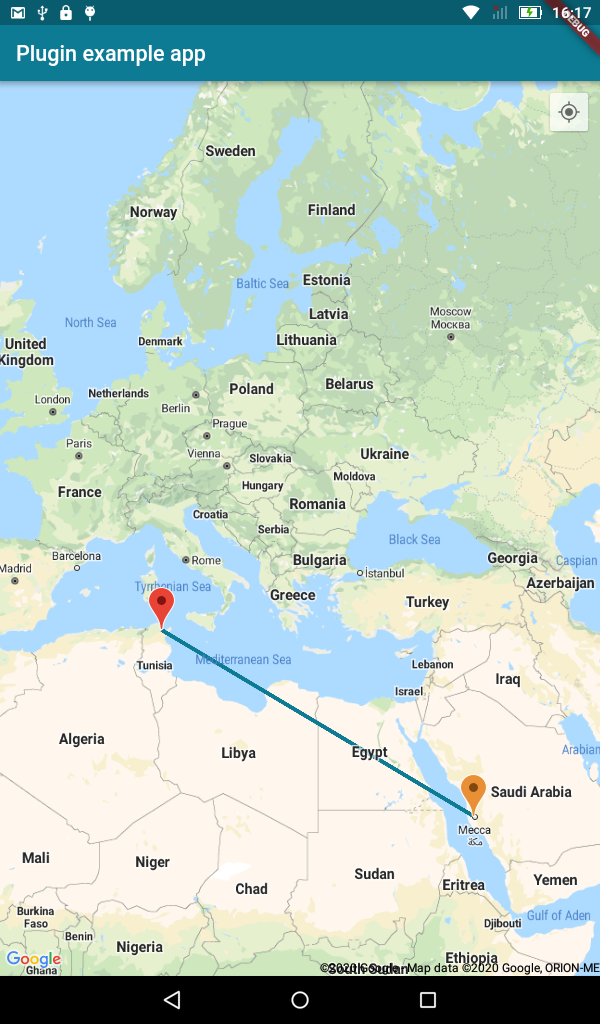 16:17
DEBUG
Plugin example app
Sweden
Norway
Finland
Baltic Sea
Estonia
North Sea
Latvia
Moscow
Москва
Denmark
Lithuania
United
Kingdom
Netherlands
Poland
Belarus
London
Berlin
Prague
Paris
Vienna
Slovakia
Ukraine
Moldova
France
Hungary
Romania
Croatia
Serbia
Black Sea
Barcelona
Rome
Bulgaria
Georgia
Caspian
Madrid
İstanbul
Azerbaijan
Tyrrhenian Sea
Greece
Turkey
Tunisia
Mediterranean Sea
Lebanon
Iraq
Israel
Algeria
Libya
Egypt
Arabian
Saudi Arabia
Mecca
مكة
Mali
Niger
Chad
Sudan
Eritrea
Yemen
Burkina
Faso
Benin
Nigeria
Djibouti
Gulf of Aden
Ethiopia
Google
Ghana
South Sudan
©2020 Google - Map data ©2020 Google, ORION-ME